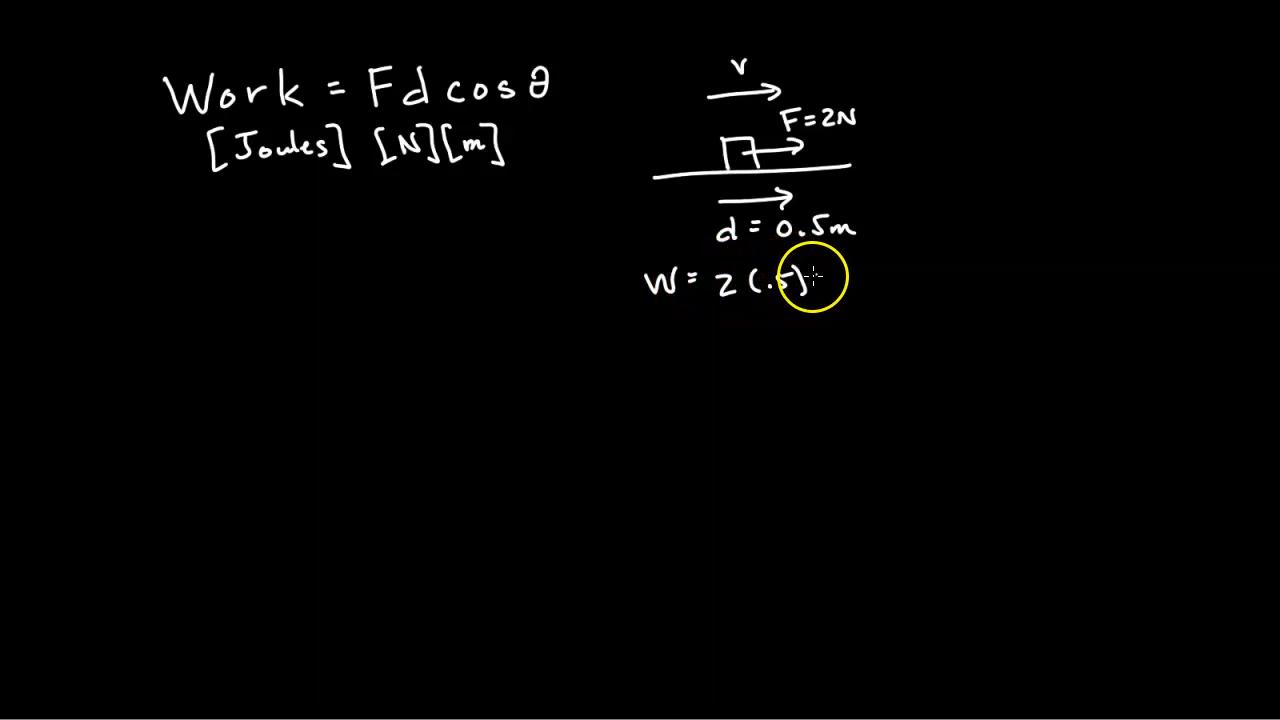 Work = Fd cos θ
[Joules] [N][m]
v
F = 2N
d = 0.5m
W = 2 (.5)